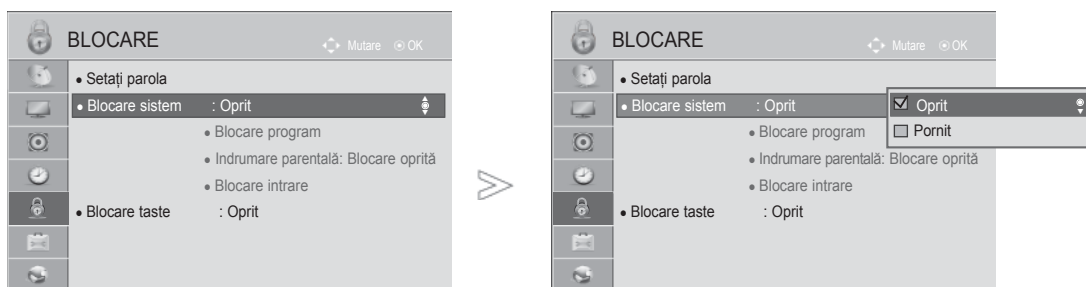 BLOCARE
Mutare OK
• Setați parola
• Blocare sistem : Oprit
• Blocare program
• Indrumare parentală: Blocare oprită
• Blocare intrare
• Blocare taste : Oprit
BLOCARE
Mutare OK
• Setați parola
• Blocare sistem : Oprit
Oprit
Pornit
• Blocare program
• Indrumare parentală: Blocare oprită
• Blocare intrare
• Blocare taste : Oprit